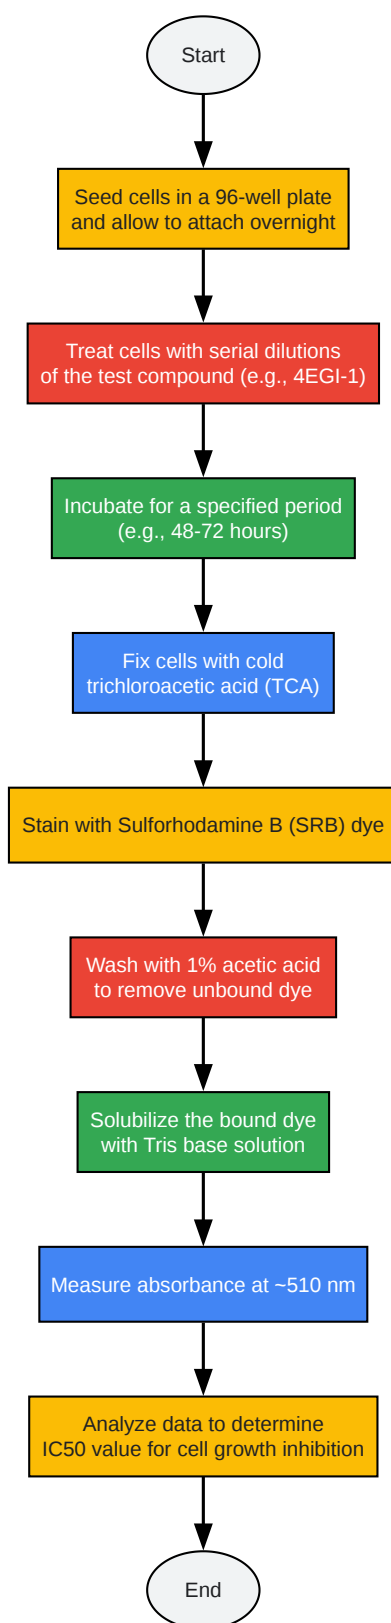 Start
Seed cells in a 96-well plate
and allow to attach overnight
Treat cells with serial dilutions
of the test compound (e.g., 4EGI-1)
Incubate for a specified period
(e.g., 48-72 hours)
Fix cells with cold
trichloroacetic acid (TCA)
Stain with Sulforhodamine B (SRB) dye
Wash with 1% acetic acid
to remove unbound dye
Solubilize the bound dye
with Tris base solution
Measure absorbance at ~510 nm
Analyze data to determine
IC50 value for cell growth inhibition
End